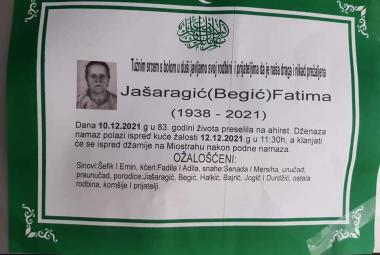 Tužnim srcem s bolom u duši javljamo svoj rodbini i prijateljima da je naša draga i nikad prežaljena
Jašaragić(Begić)Fatima
(1938 - 2021)
Dana 10.12.2021 u 83. godini života preselila na ahiret. Dženaza
namaz polazi ispred kuće žalosti 12.12.2021 u 11:30h, a klanjati
će se ispred džamije na Miostrahu nakon podne namaza.
OŽALOŠĆENI:
Sinovi:Šefik I Emin, kćeri:Fadila I Adila, snahe:Senada I Mersiha, unučad,
praunučad, porodice:Jašaragić, Begić, Halkić, Bajrić, Jogić I Durdžić, ostala
rodbina, komšije I prijatelji.